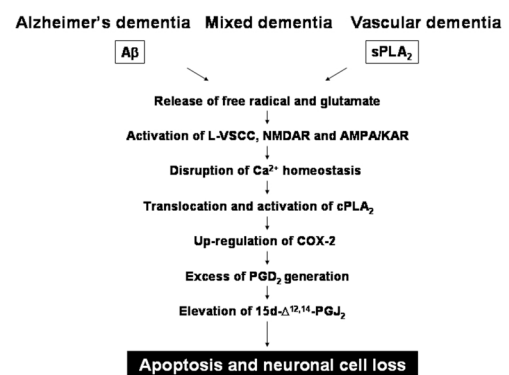 Alzheimer's dementia Mixed dementia Vascular dementia
Aβ sPLA₂
Release of free radical and glutamate
Activation of L-VSCC, NMDAR and AMPA/KAR
Disruption of Ca²⁺ homeostasis
Translocation and activation of cPLA₂
Up-regulation of COX-2
Excess of PGD₂ generation
Elevation of 15d-Δ¹²,¹⁴-PGJ₂
Apoptosis and neuronal cell loss